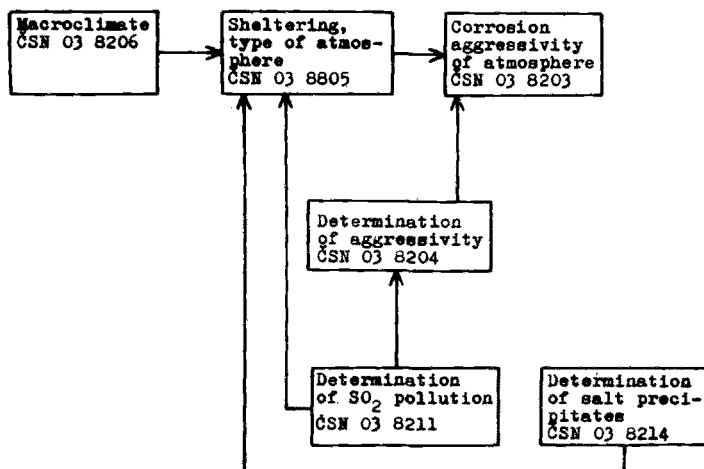 Macroclimate
ČSN 03 8206
Sheltering,
type of atmos-
phere
ČSN 03 8805
Corrosion
aggressivity
of atmosphere
ČSN 03 8203
Determination
of aggressivity
ČSN 03 8204
Determination
of SO2 pollution
ČSN 03 8211
Determination
of salt preci-
pitates
ČSN 03 8214